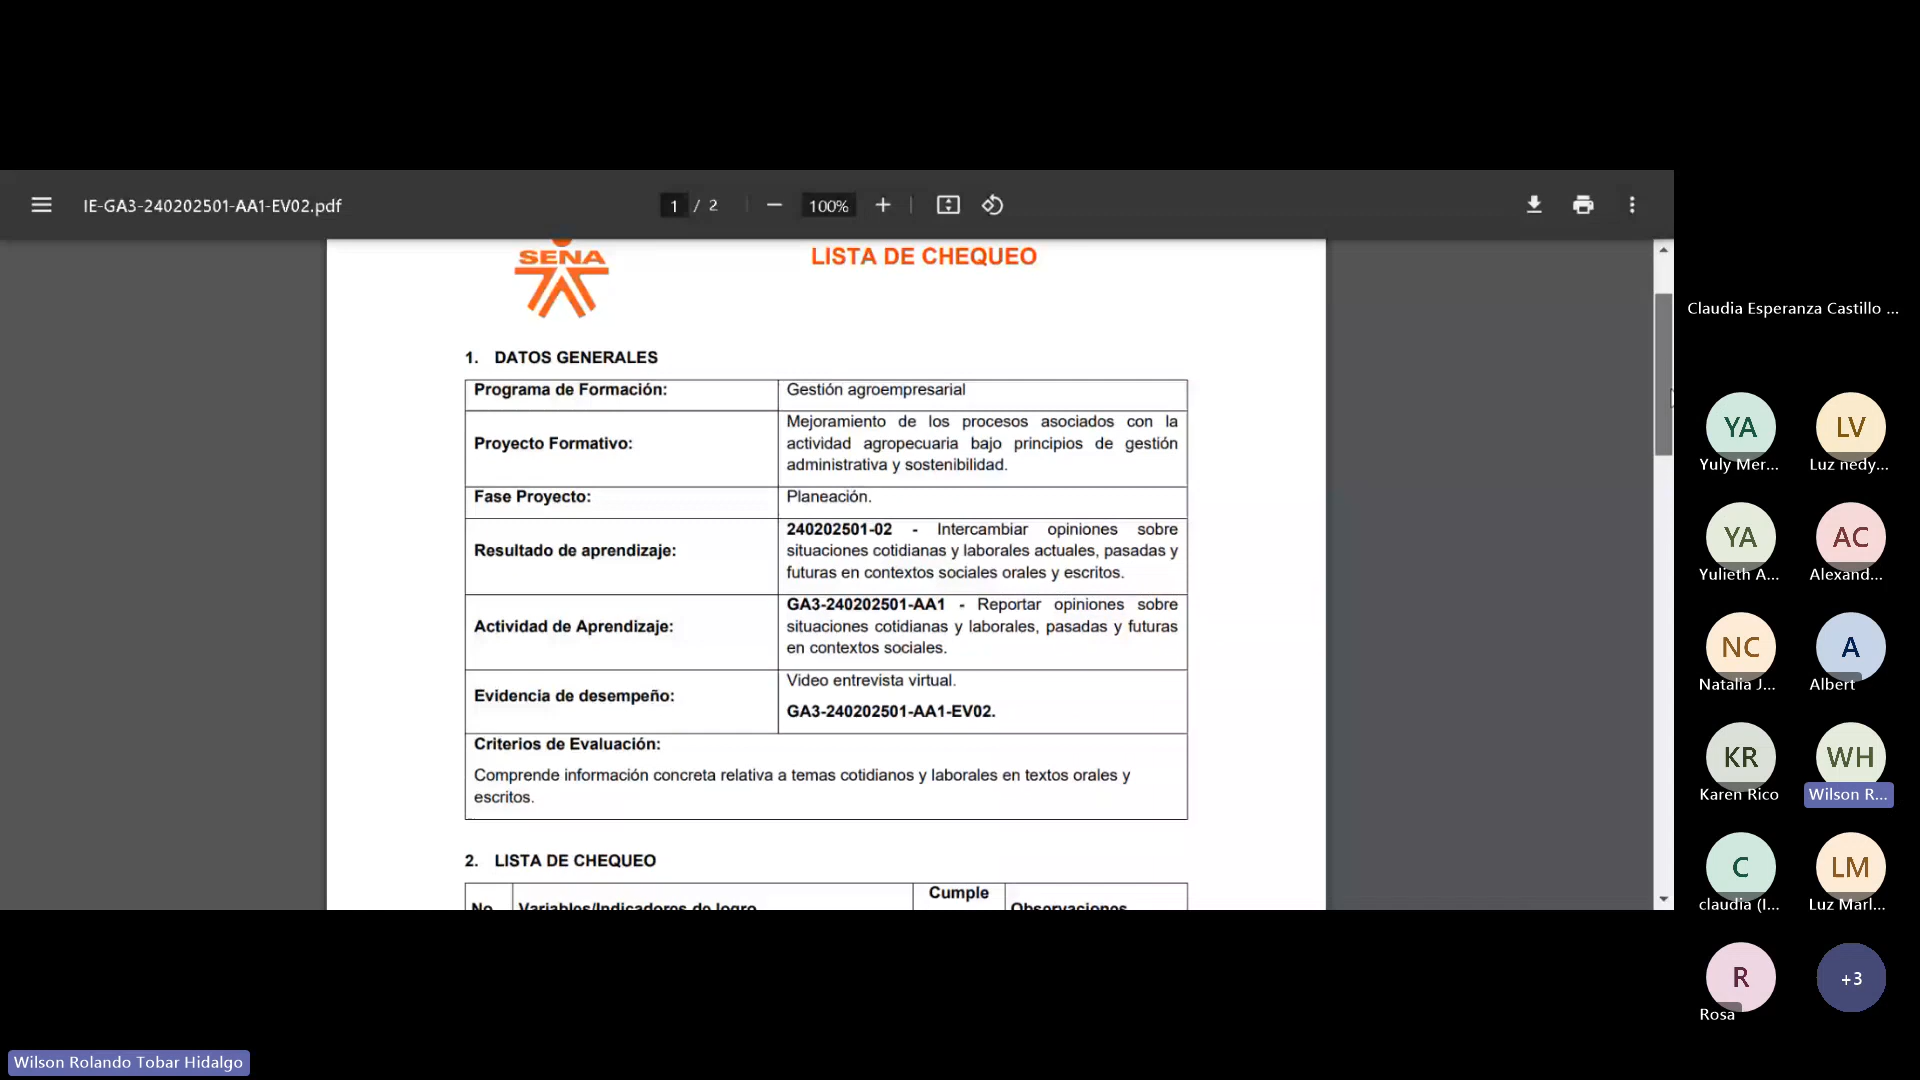 IE-GA3-240202501-AA1-EV02.pdf
1 / 2
100%
SENA
LISTA DE CHEQUEO
1. DATOS GENERALES
Programa de Formación:
Gestión agroempresarial
Proyecto Formativo:
Mejoramiento de los procesos asociados con la
actividad agropecuaria bajo principios de gestión
administrativa y sostenibilidad.
Fase Proyecto:
Planeación.
Resultado de aprendizaje:
240202501-02 - Intercambiar opiniones sobre
situaciones cotidianas y laborales actuales, pasadas y
futuras en contextos sociales orales y escritos.
Actividad de Aprendizaje:
GA3-240202501-AA1 - Reportar opiniones sobre
situaciones cotidianas y laborales, pasadas y futuras
en contextos sociales.
Evidencia de desempeño:
Video entrevista virtual.
GA3-240202501-AA1-EV02.
Criterios de Evaluación:
Comprende información concreta relativa a temas cotidianos y laborales en textos orales y
escritos.
2. LISTA DE CHEQUEO
No
Variables/Indicadores de logro
Cumple
Observaciones
Claudia Esperanza Castillo ...
YA
Yuly Mer...
LV
Luz nedy...
YA
Yulieth A...
AC
Alexand...
NC
Natalia J...
A
Albert
KR
Karen Rico
WH
Wilson R...
C
claudia (I...
LM
Luz Marl...
R
Rosa
+3
Wilson Rolando Tobar Hidalgo